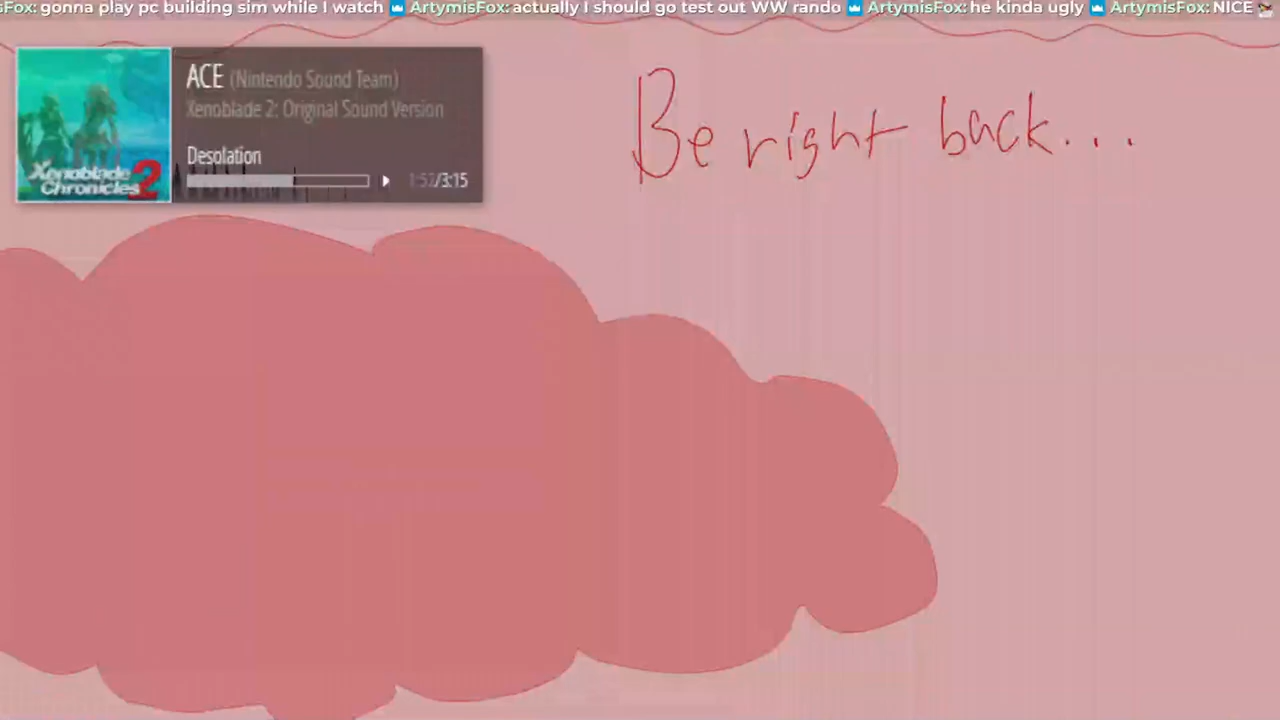 sFox: gonna play pc building sim while I watch ArtymisFox: actually I should go test out WW rando ArtymisFox: he kinda ugly ArtymisFox: NICE
ACE (Nintendo Sound Team)
Xenoblade 2: Original Sound Version
Desolation
1:52/3:15
Xenoblade
Chronicles 2
Be right back...